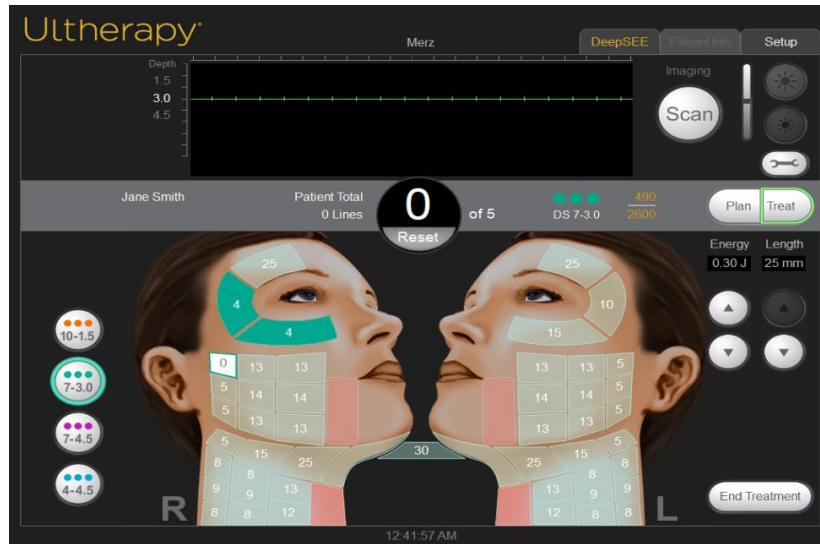 Ultherapy
Merz
DeepSEE Patient Info Setup
Depth
1.5
3.0
4.5
Imaging
Scan
Jane Smith
Patient Total
0 Lines
0
Reset
of 5
DS 7-3.0
490
2600
Plan Treat
Energy Length
0.30 J 25 mm
10-1.5
7-3.0
7-4.5
4-4.5
25
4
4
0 13 13
5 14 14
5 13 13
5 15 25
8 8
9 9 13
8 8 12
R
30
25
10
15
13 13 5
14 14 5
13 13 5
25 15 5
8 8
13 9 9
12 8 8
L
End Treatment
12:41:57 AM